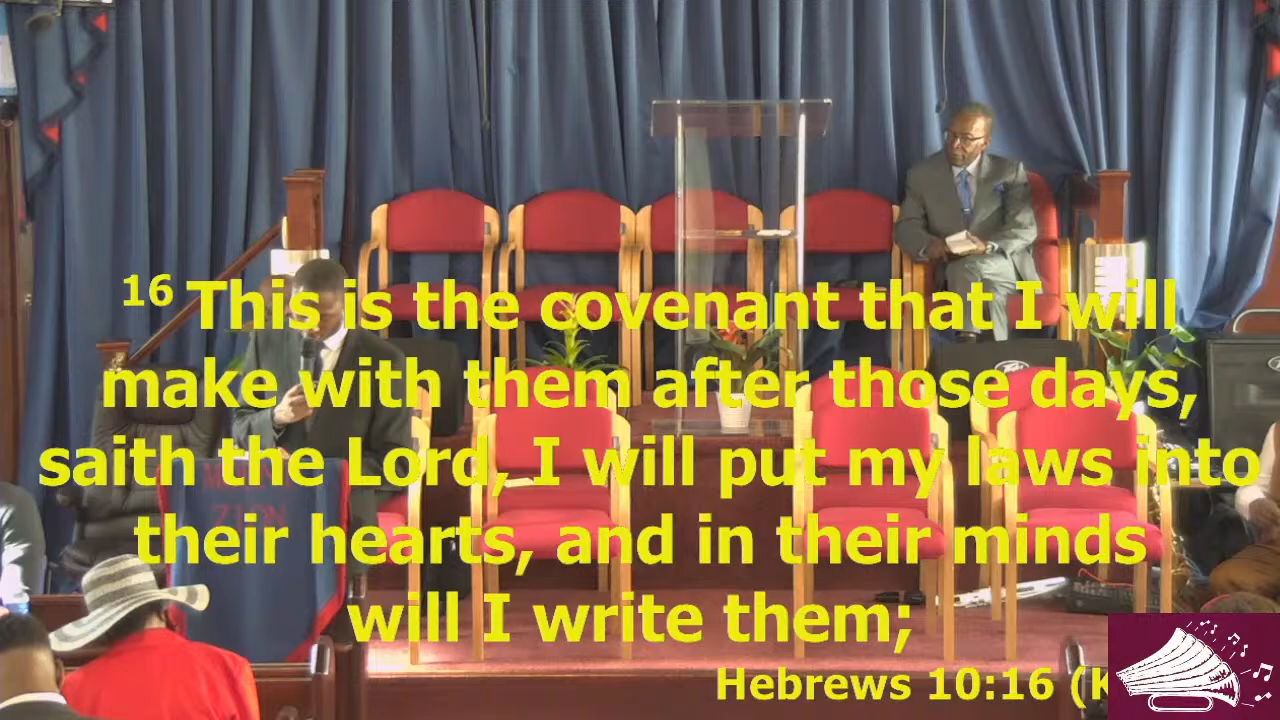 16 This is the covenant that I will
make with them after those days,
saith the Lord, I will put my laws into
their hearts, and in their minds
will I write them;
Hebrews 10:16 (K
ZION